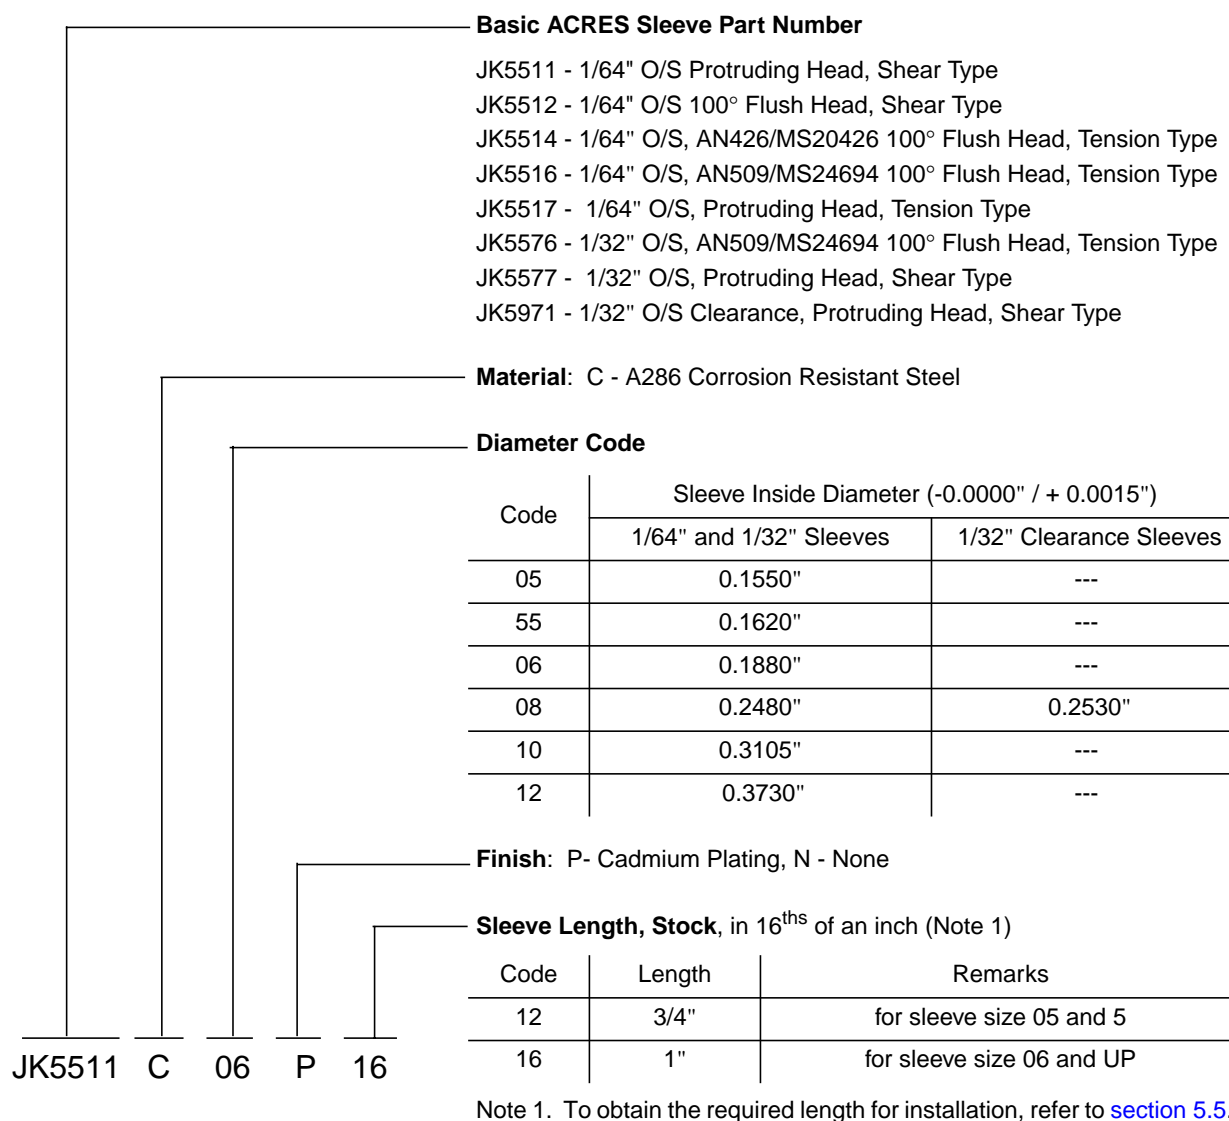 Basic ACRES Sleeve Part Number
JK5511 - 1/64" O/S Protruding Head, Shear Type
JK5512 - 1/64" O/S 100° Flush Head, Shear Type
JK5514 - 1/64" O/S, AN426/MS20426 100° Flush Head, Tension Type
JK5516 - 1/64" O/S, AN509/MS24694 100° Flush Head, Tension Type
JK5517 - 1/64" O/S, Protruding Head, Tension Type
JK5576 - 1/32" O/S, AN509/MS24694 100° Flush Head, Tension Type
JK5577 - 1/32" O/S, Protruding Head, Shear Type
JK5971 - 1/32" O/S Clearance, Protruding Head, Shear Type
Material: C - A286 Corrosion Resistant Steel
Diameter Code
Code Sleeve Inside Diameter (-0.0000" / + 0.0015")
1/64" and 1/32" Sleeves 1/32" Clearance Sleeves
05 0.1550" ---
55 0.1620" ---
06 0.1880" ---
08 0.2480" 0.2530"
10 0.3105" ---
12 0.3730" ---
Finish: P- Cadmium Plating, N - None
Sleeve Length, Stock, in 16ths of an inch (Note 1)
Code Length Remarks
12 3/4" for sleeve size 05 and 5
16 1" for sleeve size 06 and UP
JK5511 C 06 P 16
Note 1. To obtain the required length for installation, refer to section 5.5.